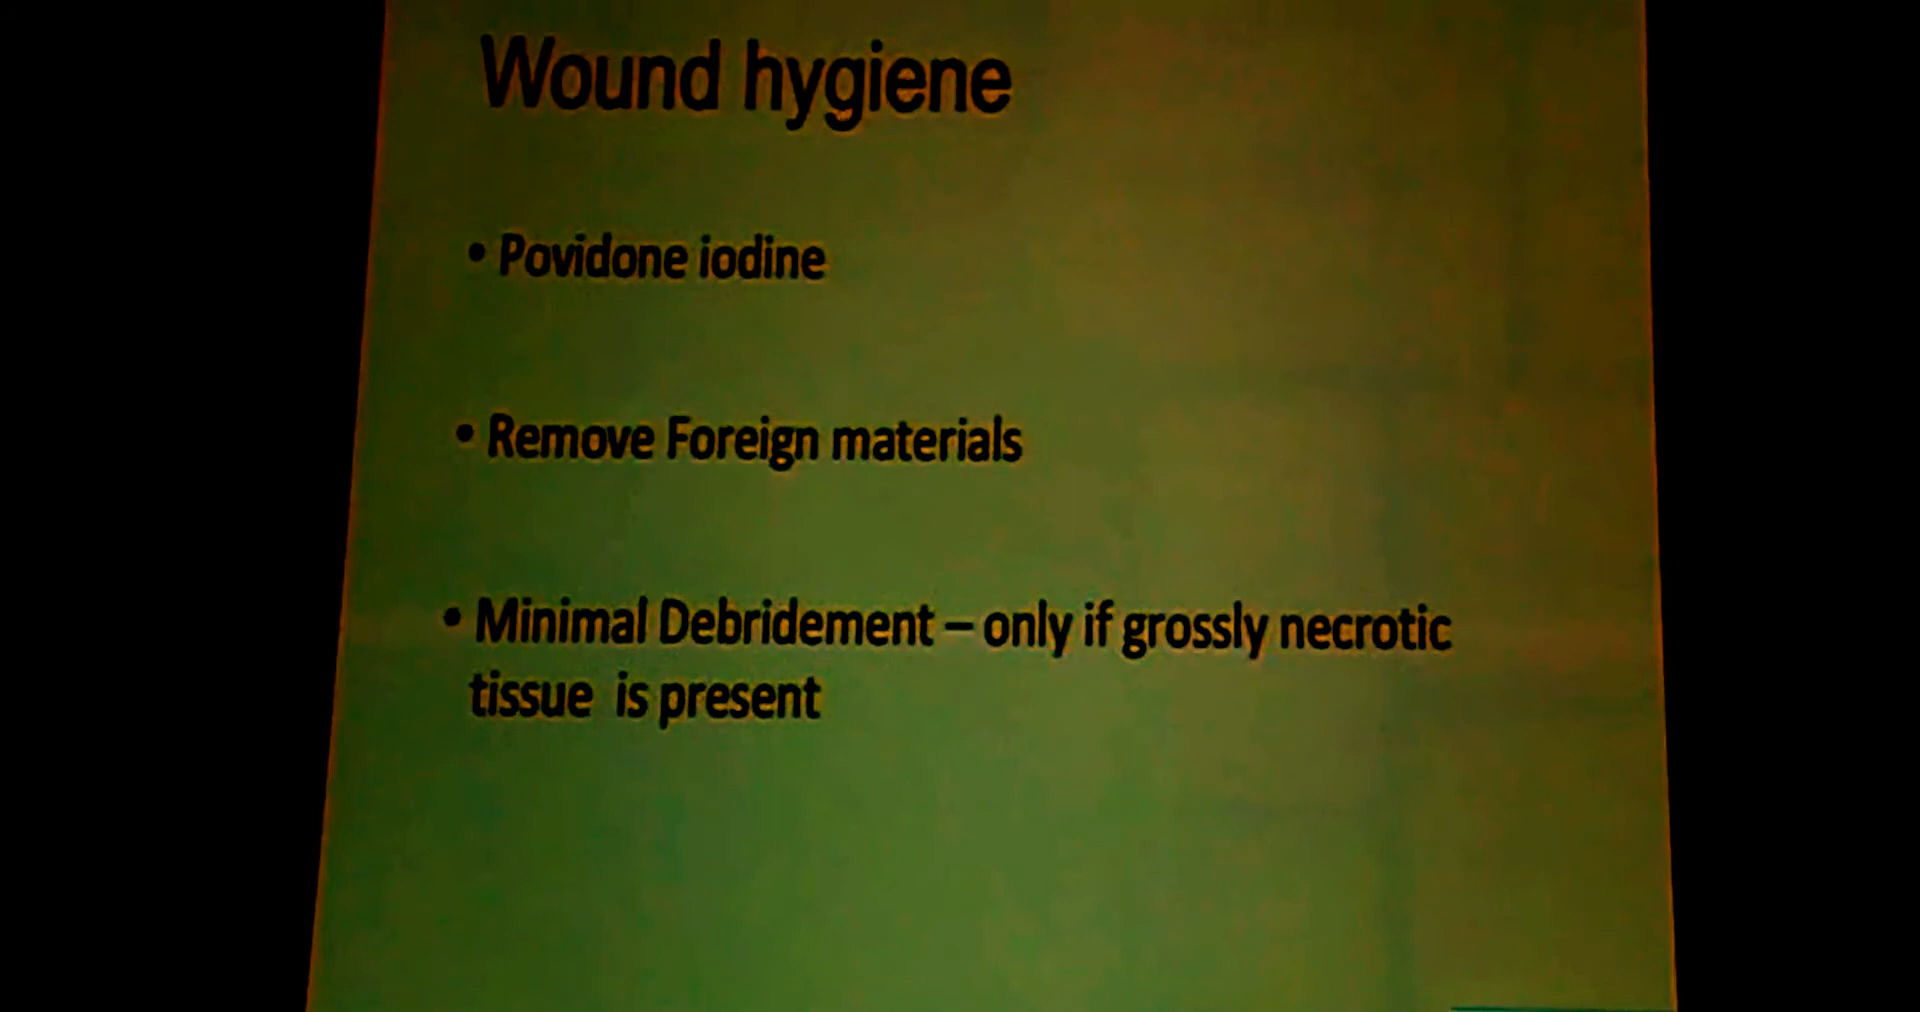 Wound hygiene
• Povidone iodine
• Remove Foreign materials
• Minimal Debridement – only if grossly necrotic
tissue is present